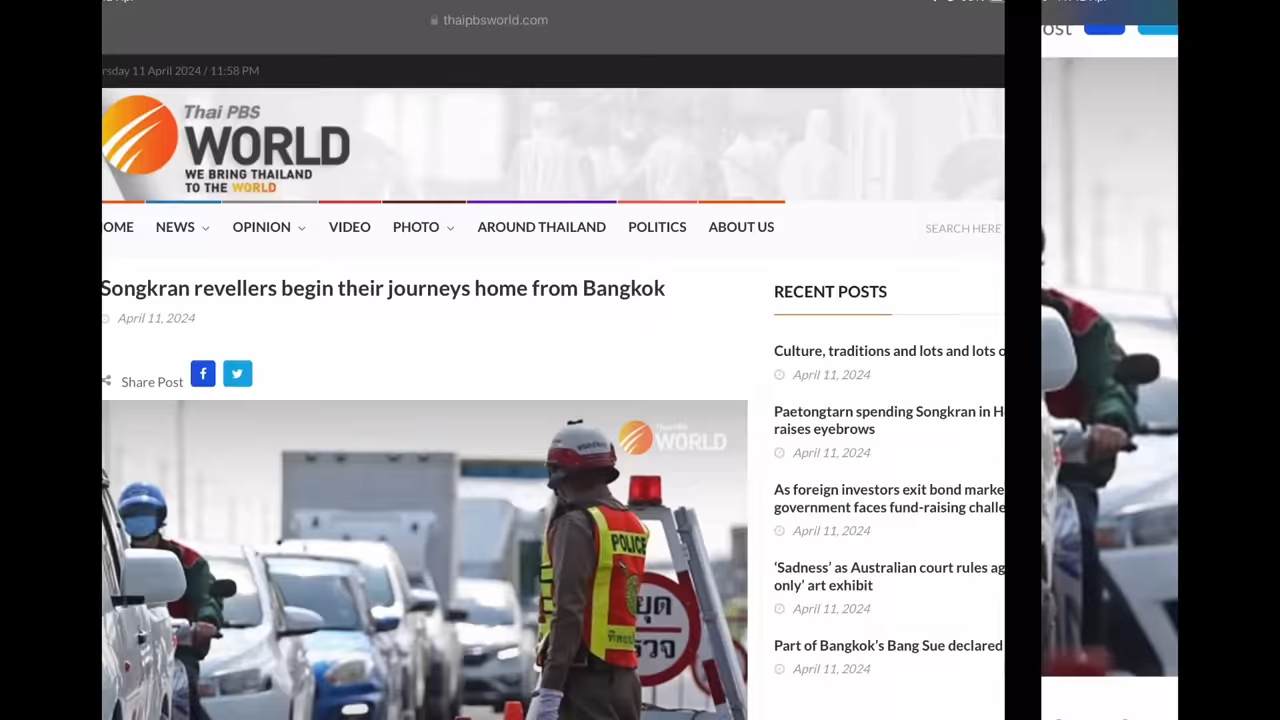 thaipbsworld.com
rsday 11 April 2024 / 11:58 PM
Thai PBS
WORLD
WE BRING THAILAND
TO THE WORLD
OME
NEWS
OPINION
VIDEO
PHOTO
AROUND THAILAND
POLITICS
ABOUT US
SEARCH HERE
Songkran revellers begin their journeys home from Bangkok
April 11, 2024
Share Post
WORLD
POLICE
หยุด
RECENT POSTS
Culture, traditions and lots and lots o
April 11, 2024
Paetongtarn spending Songkran in H
raises eyebrows
April 11, 2024
As foreign investors exit bond marke
government faces fund-raising challe
April 11, 2024
‘Sadness’ as Australian court rules ag
only’ art exhibit
April 11, 2024
Part of Bangkok’s Bang Sue declared
April 11, 2024
ost